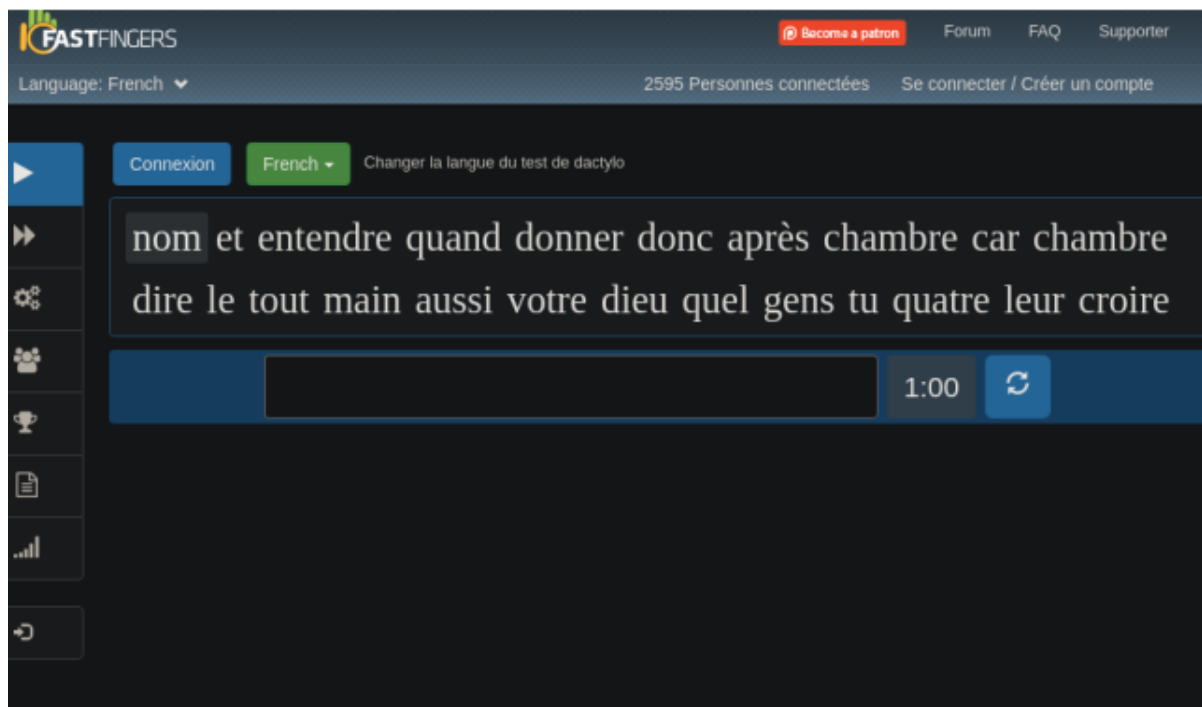 FASTFINGERS
Become a patron Forum FAQ Supporter
Language: French 2595 Personnes connectées Se connecter / Créer un compte
Connexion French Changer la langue du test de dactylo
nom et entendre quand donner donc après chambre car chambre
dire le tout main aussi votre dieu quel gens tu quatre leur croire
1:00